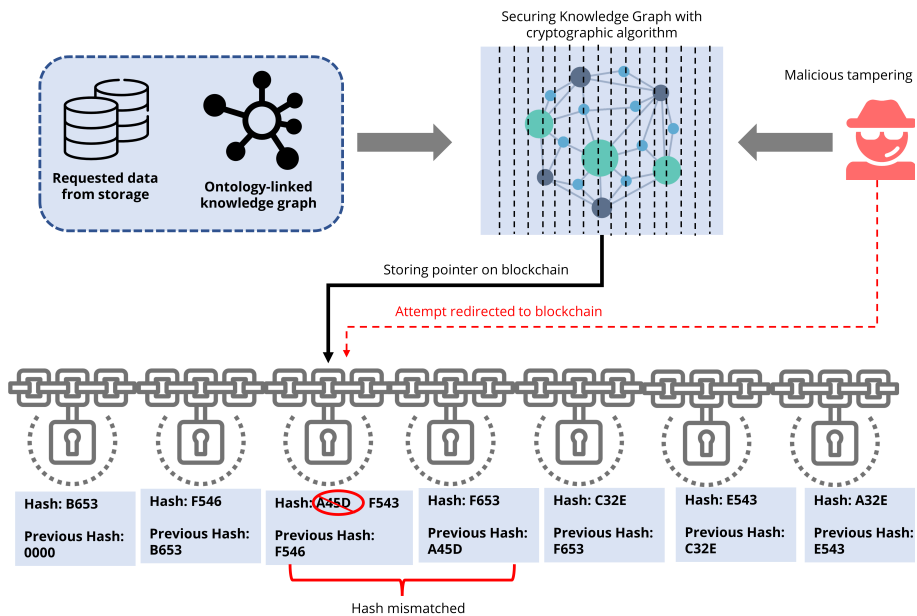 Securing Knowledge Graph with
cryptographic algorithm
Malicious tampering
Requested data
from storage
Ontology-linked
knowledge graph
Storing pointer on blockchain
Attempt redirected to blockchain
Hash: B653
Previous Hash:
0000
Hash: F546
Previous Hash:
B653
Hash: A45D F543
Previous Hash:
F546
Hash: F653
Previous Hash:
A45D
Hash: C32E
Previous Hash:
F653
Hash: E543
Previous Hash:
C32E
Hash: A32E
Previous Hash:
E543
Hash mismatched